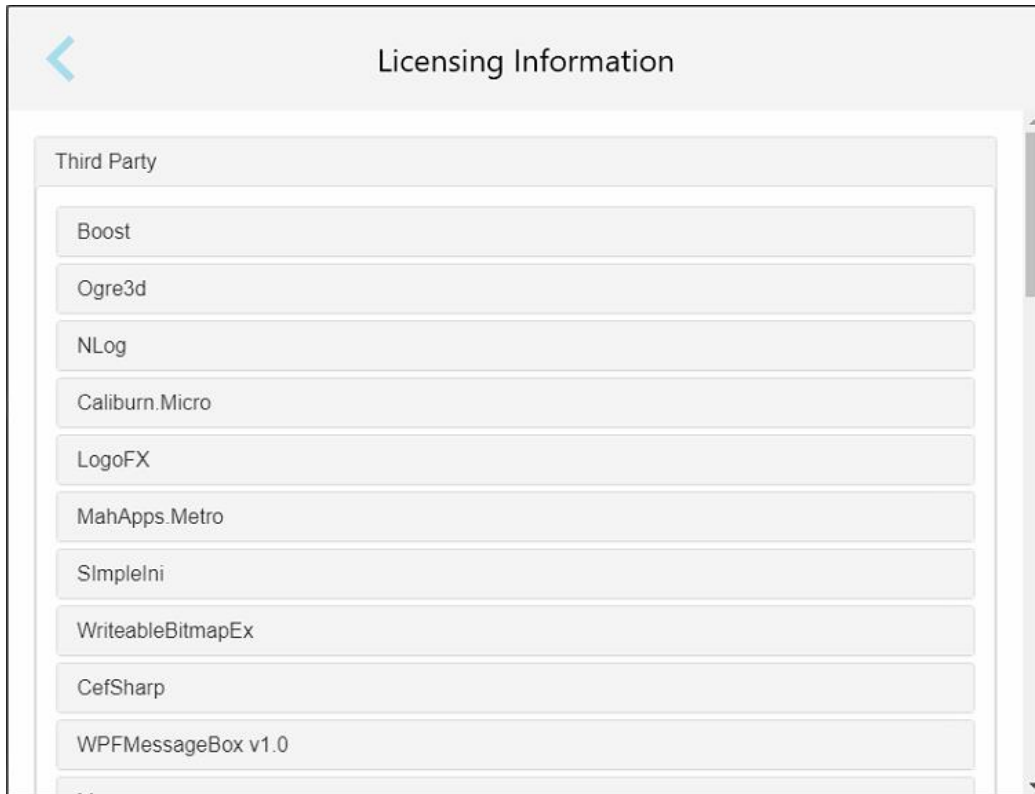 Licensing Information
Third Party
Boost
Ogre3d
NLog
Caliburn.Micro
LogoFX
MahApps.Metro
SImpleIni
WriteableBitmapEx
CefSharp
WPFMessageBox v1.0